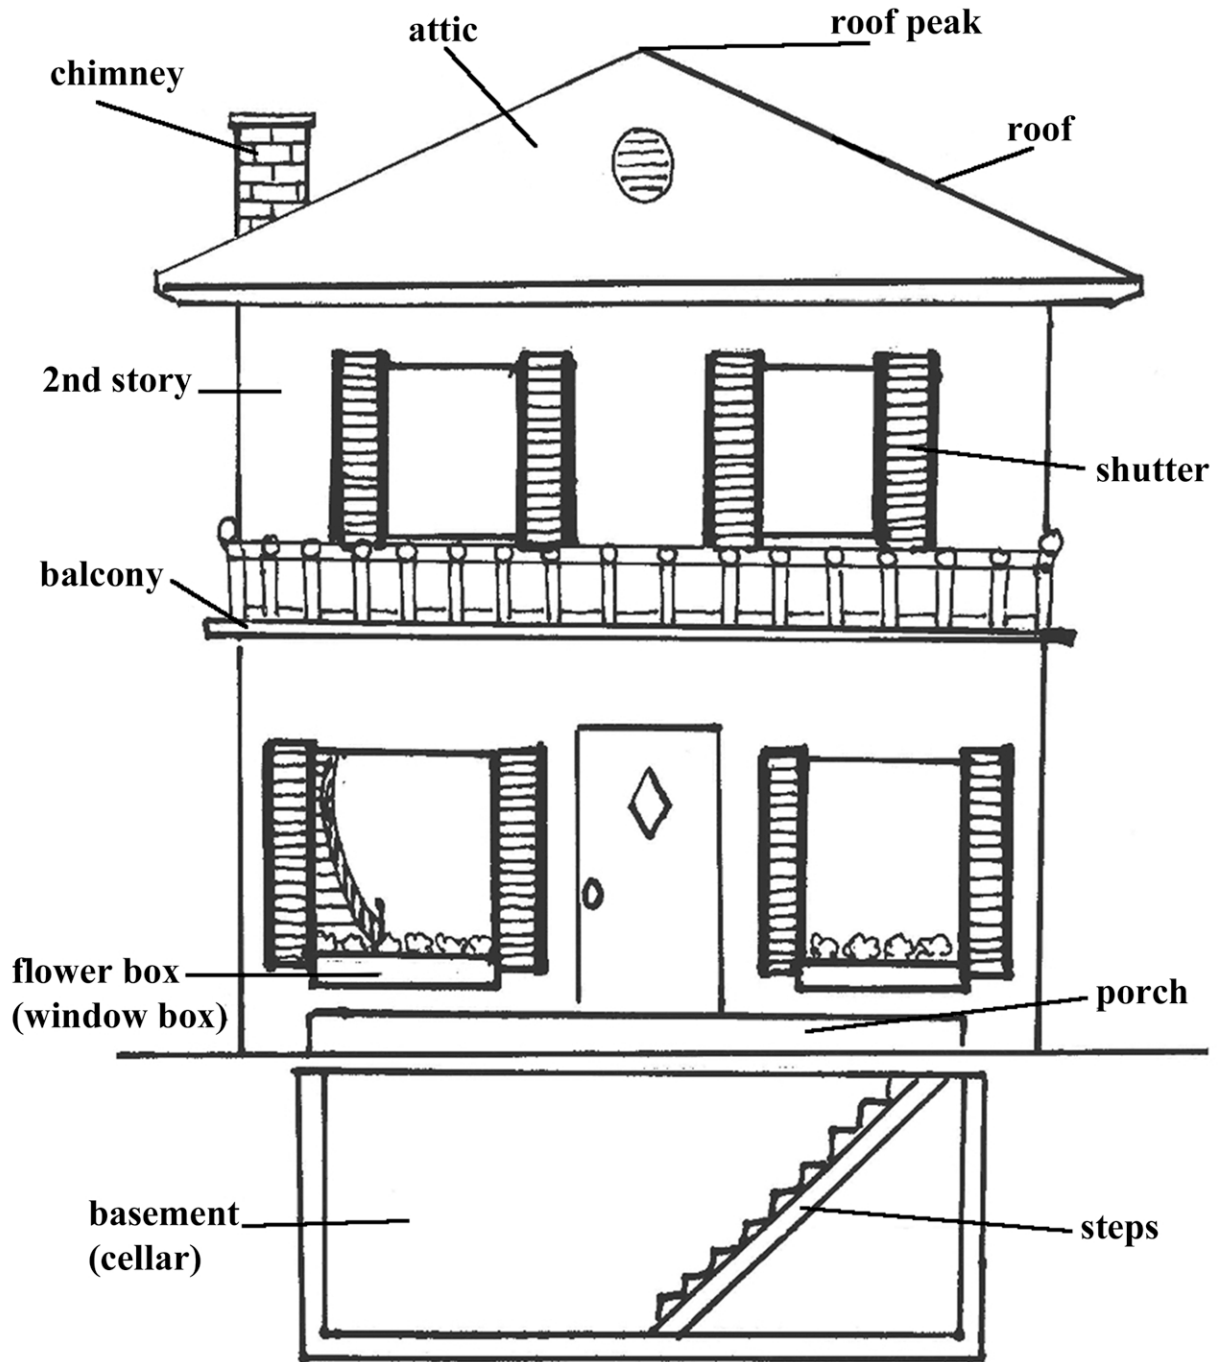 attic
roof peak
chimney
roof
2nd story
shutter
balcony
flower box
(window box)
porch
basement
(cellar)
steps